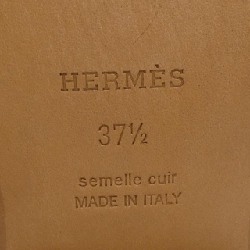 HERMÈS
37½
semelle cuir
MADE IN ITALY